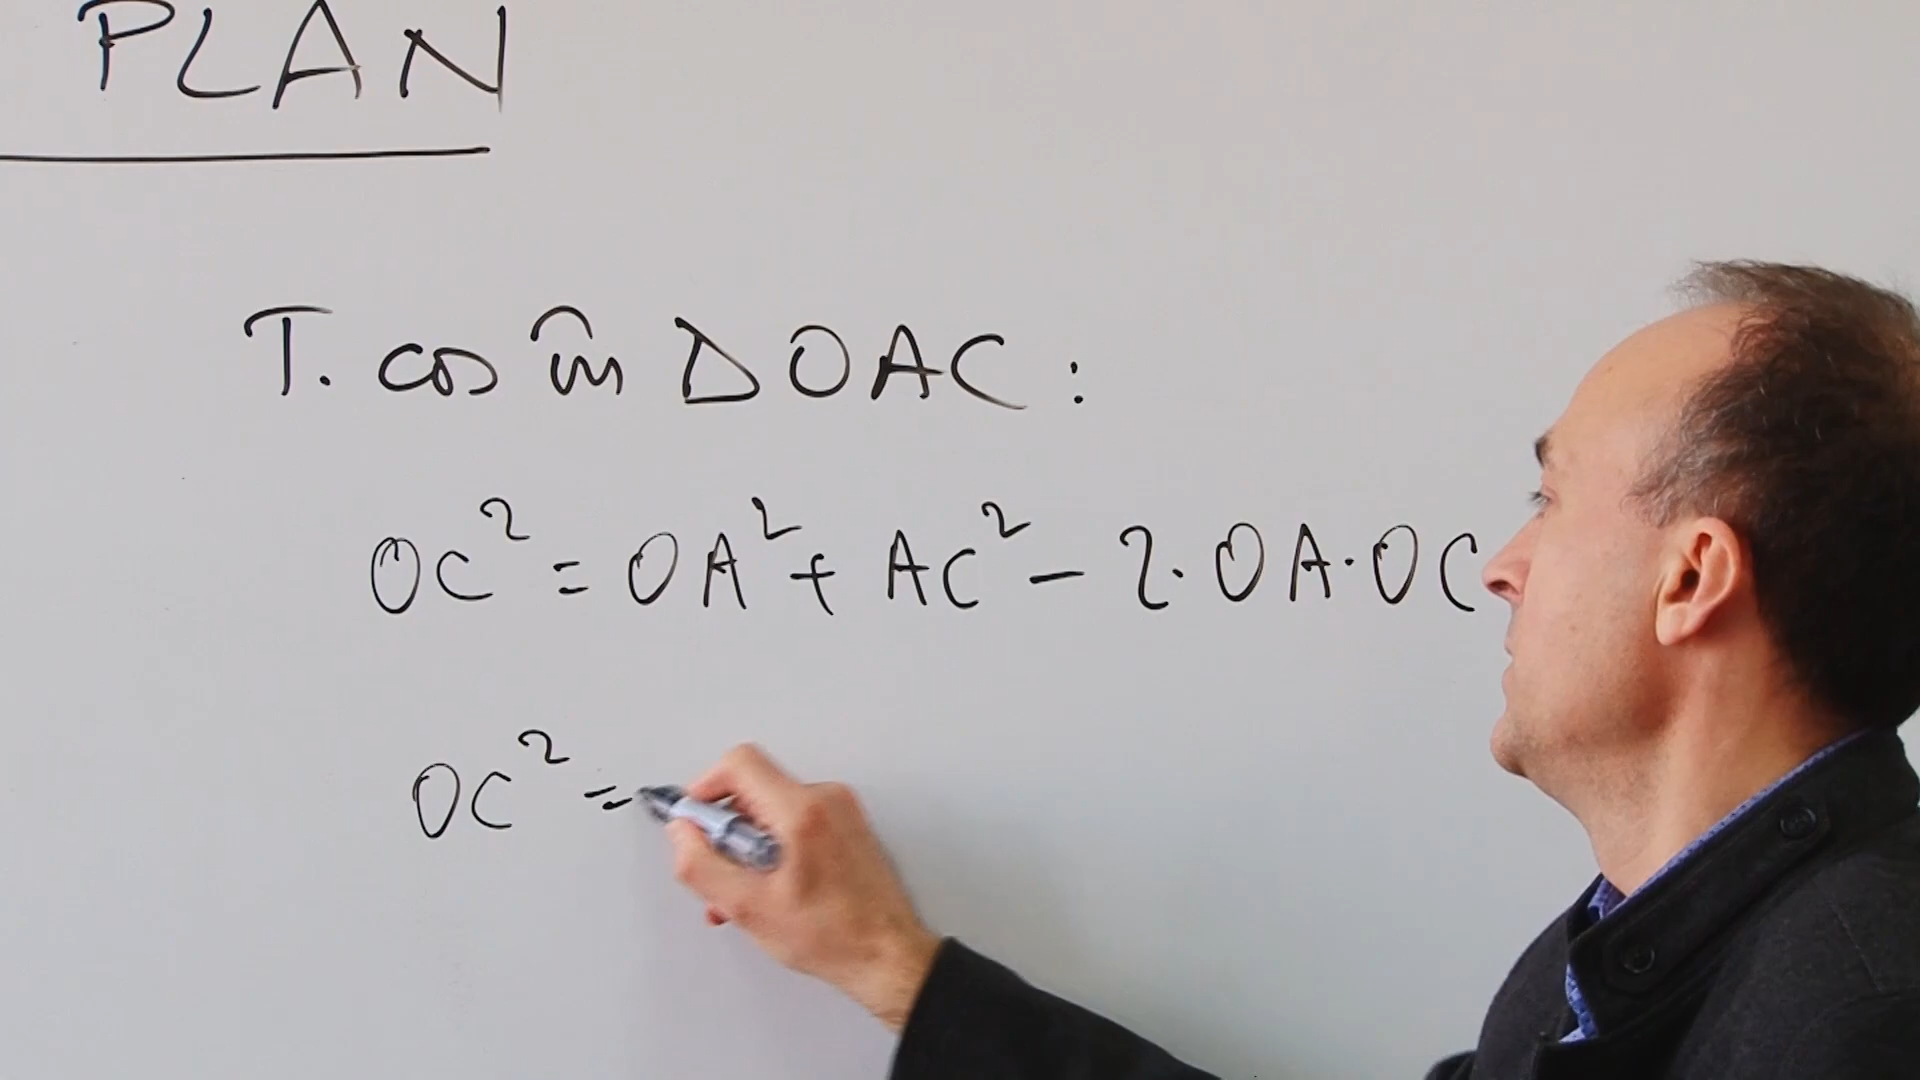 PLAN
T. cos în ΔOAC:
OC² = OA² + AC² - 2·OA·OC
OC² =